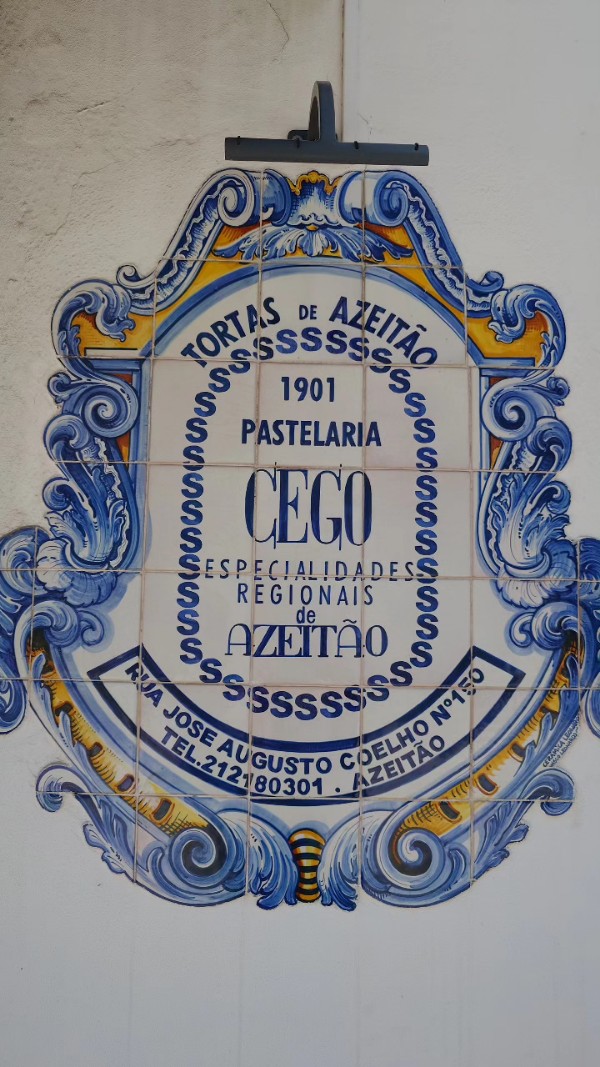 TORTAS DE AZEITÃO
1901
PASTELARIA
CEGO
ESPECIALIDADES
REGIONAIS
de
AZEITÃO
RUA JOSE AUGUSTO COELHO Nº150
TEL.212180301 . AZEITÃO